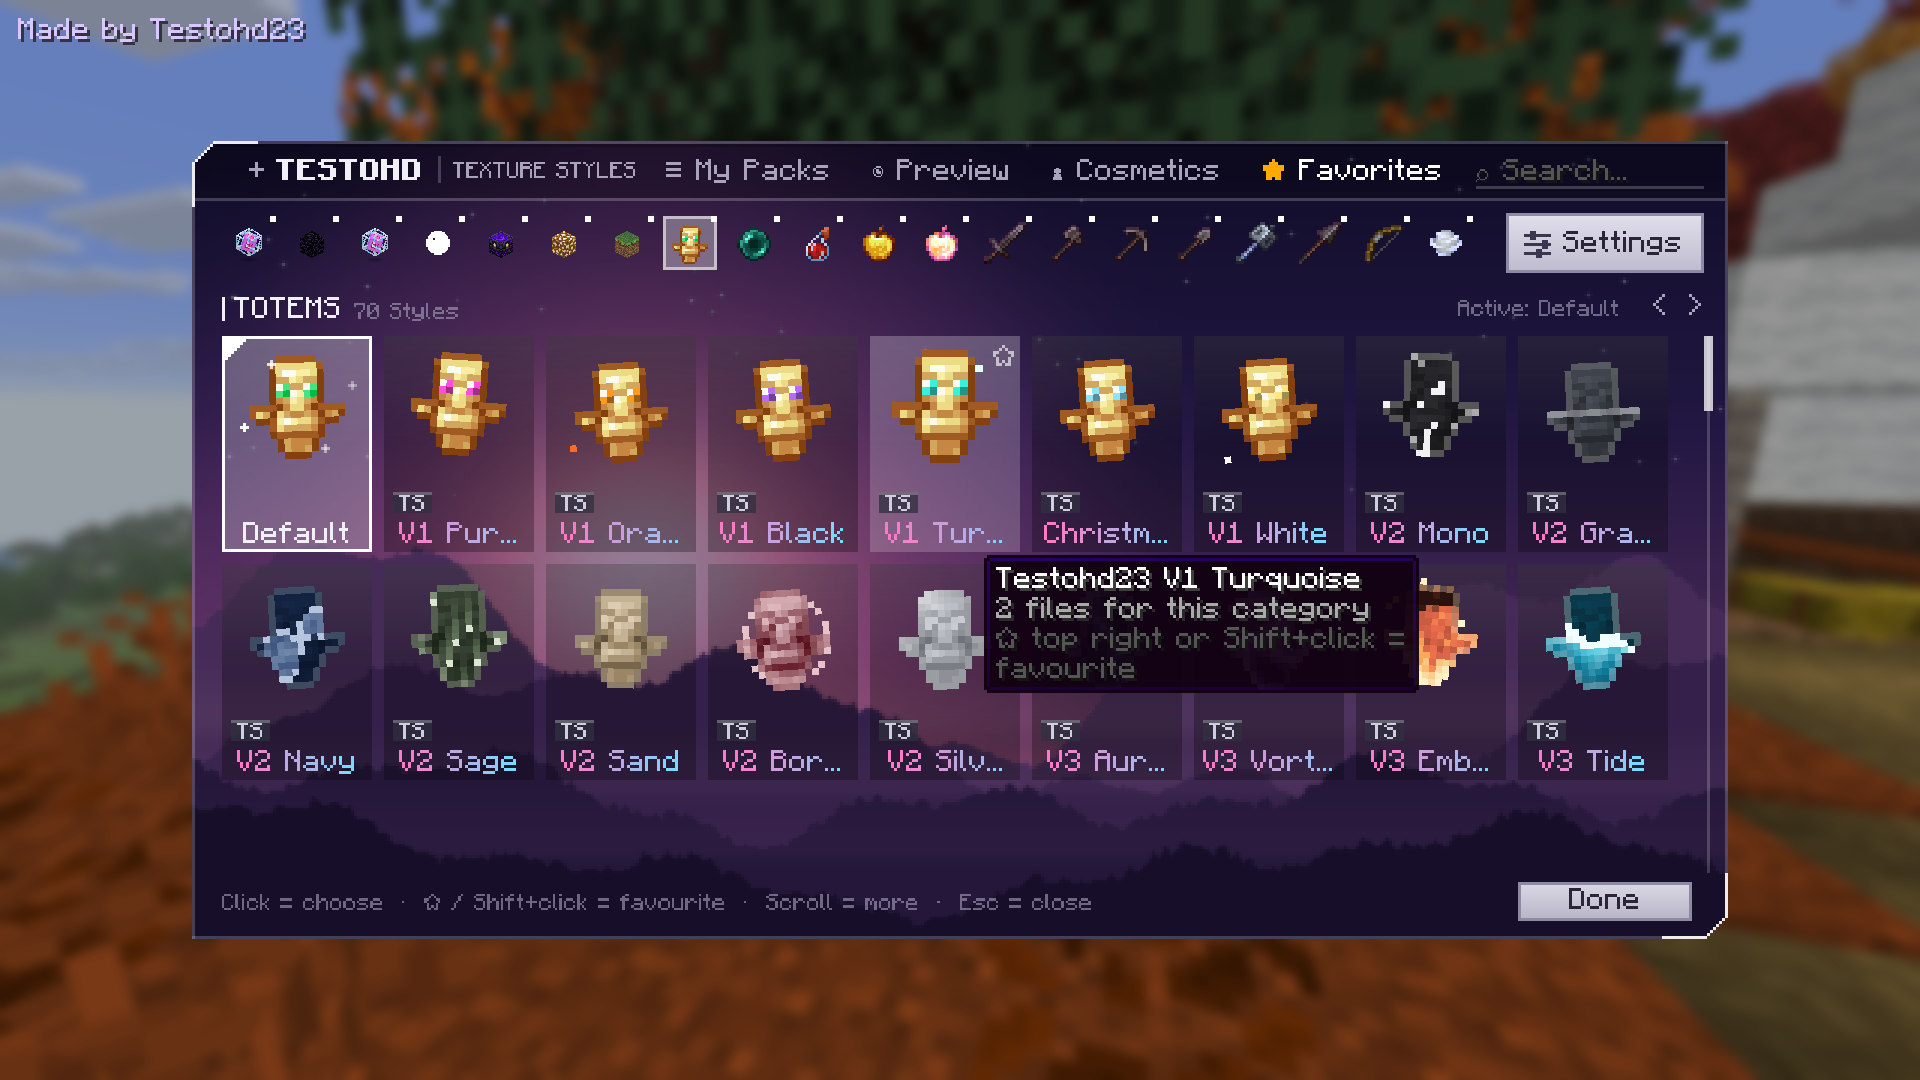 Made by Testohd23
+ TESTOHD | TEXTURE STYLES
My Packs
Preview
Cosmetics
Favorites
Search...
Settings
TOTEMS 70 Styles
Active: Default
Default
TS
V1 Pur...
TS
V1 Ora...
TS
V1 Black
TS
V1 Tur...
TS
Christm...
TS
V1 White
TS
V2 Mono
TS
V2 Gra...
Testohd23 V1 Turquoise
2 files for this category
☆ top right or Shift+click =
favourite
TS
V2 Navy
TS
V2 Sage
TS
V2 Sand
TS
V2 Bor...
TS
V2 Silv...
TS
V3 Aur...
TS
V3 Vort...
TS
V3 Emb...
TS
V3 Tide
Click = choose · ☆ / Shift+click = favourite · Scroll = more · Esc = close
Done